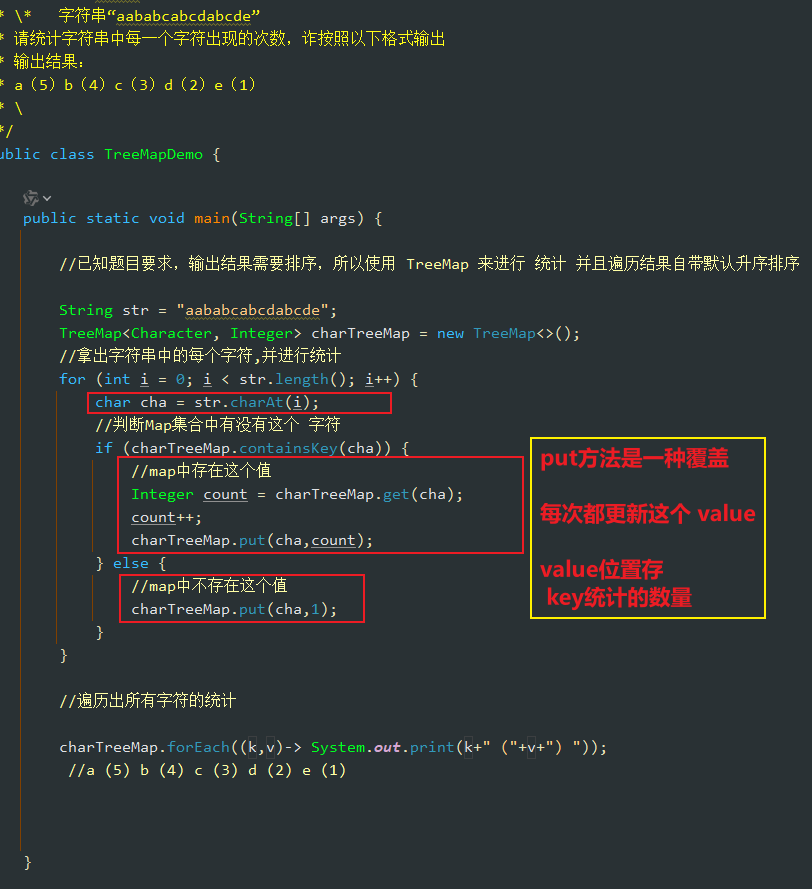 * \*   字符串“aababcabcdabcde”
* 请统计字符串中每一个字符出现的次数，诈按照以下格式输出
* 输出结果：
* a（5）b（4）c（3）d（2）e（1）
* \
*/
ublic class TreeMapDemo {
public static void main(String[] args) {
//已知题目要求，输出结果需要排序，所以使用 TreeMap 来进行 统计 并且遍历结果自带默认升序排序
String str = "aababcabcdabcde";
TreeMap<Character, Integer> charTreeMap = new TreeMap<>();
//拿出字符串中的每个字符,并进行统计
for (int i = 0; i < str.length(); i++) {
char cha = str.charAt(i);
//判断Map集合中有没有这个 字符
if (charTreeMap.containsKey(cha)) {
//map中存在这个值
Integer count = charTreeMap.get(cha);
count++;
charTreeMap.put(cha,count);
} else {
//map中不存在这个值
charTreeMap.put(cha,1);
}
}
put方法是一种覆盖
每次都更新这个 value
value位置存
key统计的数量
//遍历出所有字符的统计
charTreeMap.forEach((k,v)-> System.out.print(k+" ("+v+") "));
//a (5) b (4) c (3) d (2) e (1)
}